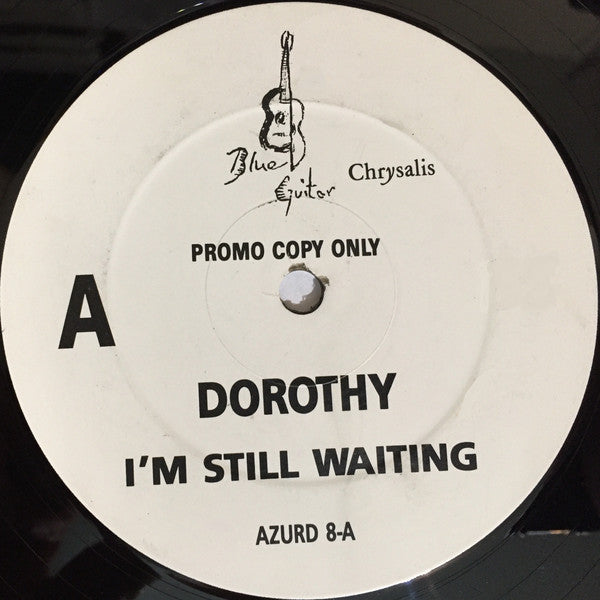 Blue
Guitar
Chrysalis
PROMO COPY ONLY
A
DOROTHY
I'M STILL WAITING
AZURD 8-A